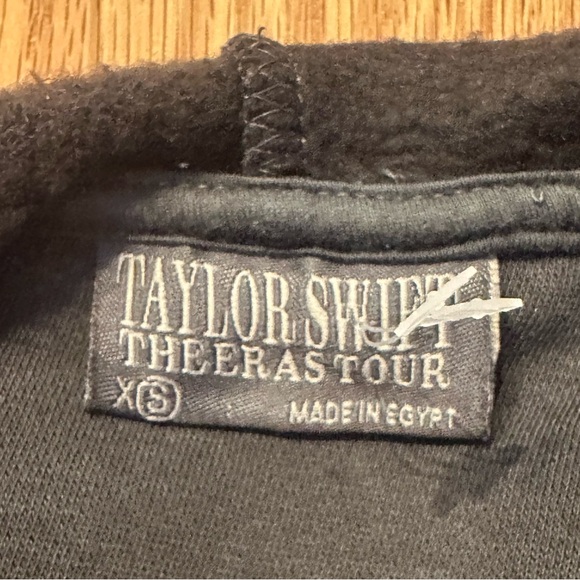 TAYLOR SWIFT
THE ERAS TOUR
XS MADE IN EGYPT